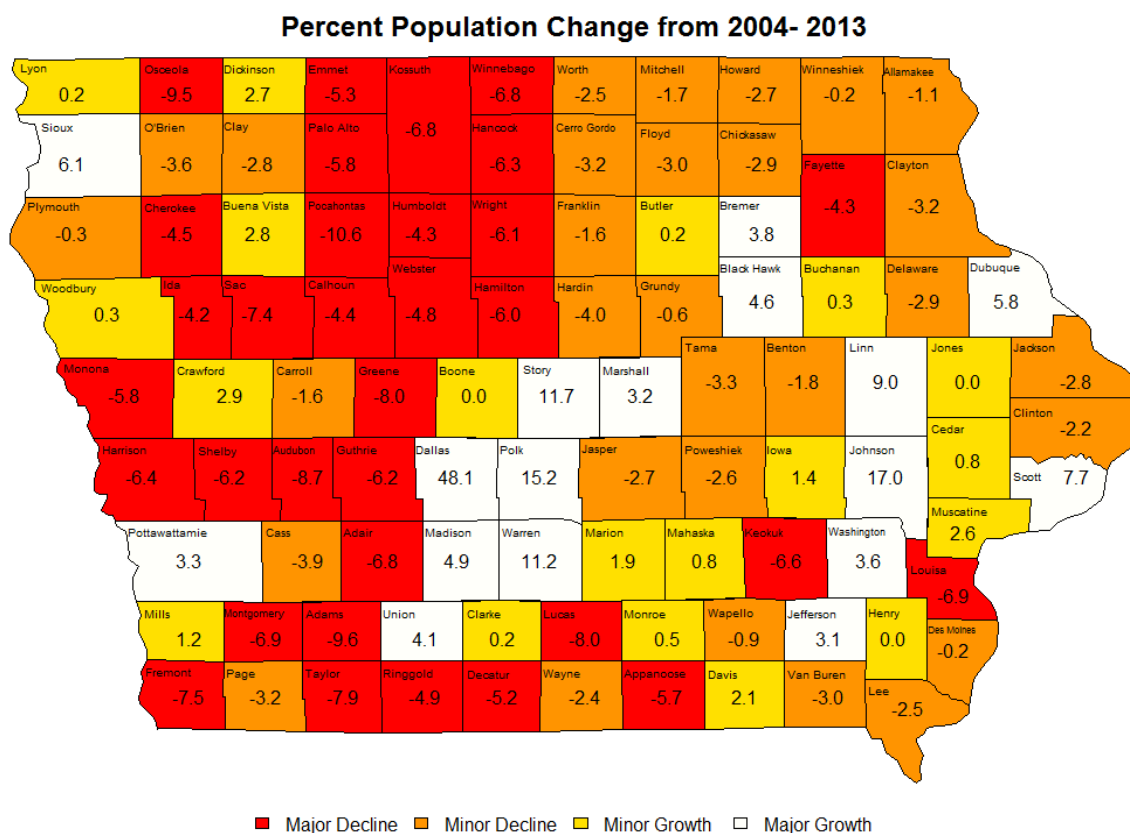 Percent Population Change from 2004- 2013
Lyon Osceola Dickinson Emmet Kossuth Winnebago Worth Mitchell Howard Winneshiek Allamakee
0.2 -9.5 2.7 -5.3 -6.8 -6.8 -2.5 -1.7 -2.7 -0.2 -1.1
Sioux O'Brien Clay Palo Alto Hancock Cerro Gordo Floyd Chickasaw
6.1 -3.6 -2.8 -5.8 -6.3 -3.2 -3.0 -2.9
Fayette Clayton
-4.3 -3.2
Plymouth Cherokee Buena Vista Pocahontas Humboldt Wright Franklin Butler Bremer
-0.3 -4.5 2.8 -10.6 -4.3 -6.1 -1.6 0.2 3.8
Woodbury Ida Sac Calhoun Webster Hamilton Hardin Grundy Black Hawk Buchanan Delaware Dubuque
0.3 -4.2 -7.4 -4.4 -4.8 -6.0 -4.0 -0.6 4.6 0.3 -2.9 5.8
Monona Crawford Carroll Greene Boone Story Marshall Tama Benton Linn Jones Jackson
-5.8 2.9 -1.6 -8.0 0.0 11.7 3.2 -3.3 -1.8 9.0 0.0 -2.8
Clinton
-2.2
Harrison Shelby Audubon Guthrie Dallas Polk Jasper Poweshiek Iowa Johnson Cedar Scott
-6.4 -6.2 -8.7 -6.2 48.1 15.2 -2.7 -2.6 1.4 17.0 0.8 7.7
Muscatine
2.6
Pottawattamie Cass Adair Madison Warren Marion Mahaska Keokuk Washington Louisa
3.3 -3.9 -6.8 4.9 11.2 1.9 0.8 -6.6 3.6 -6.9
Mills Montgomery Adams Union Clarke Lucas Monroe Wapello Jefferson Henry Des Moines
1.2 -6.9 -9.6 4.1 0.2 -8.0 0.5 -0.9 3.1 0.0 -0.2
Fremont Page Taylor Ringgold Decatur Wayne Appanoose Davis Van Buren Lee
-7.5 -3.2 -7.9 -4.9 -5.2 -2.4 -5.7 2.1 -3.0 -2.5
Major Decline Minor Decline Minor Growth Major Growth